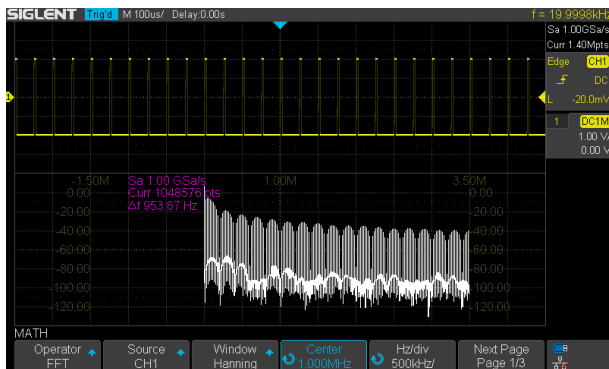 SIGLENT Trig'd M 100us/ Delay:0.00s f = 19.9998kHz
Sa 1.00GSa/s
Curr 1.40Mpts
Edge CH1
DC
L -20.0mV
1 DC1M
1.00 V/
0.00 V
1
-1.50M 1.00M 3.50M
Sa 1.00 GSa/s
Curr 1048576 pts
Δf 953.67 Hz
0.00 0.00
-20.00 -20.00
-40.00 -40.00
-60.00 -60.00
-80.00 -80.00
-100.00 -100.00
-120.00 -120.00
MATH
Operator Source Window Center Hz/div Next Page
FFT CH1 Hanning 1.000MHz 500kHz/ Page 1/3